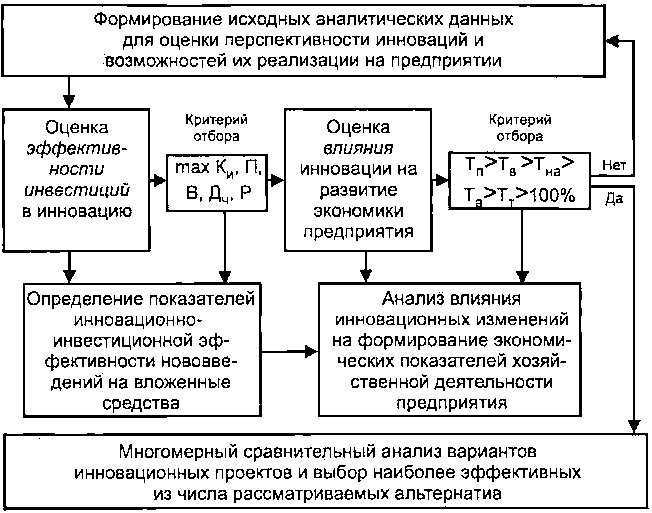 Формирование исходных аналитических данных
для оценки перспективности инноваций и
возможностей их реализации на предприятии
Оценка
эффектив-
ности
инвестиций
в инновацию
Критерий
отбора
max Kи, П,
В, Дч, Р
Оценка
влияния
инновации на
развитие
экономики
предприятия
Критерий
отбора
Тп>Тв>Тна>
Та>Тт>100%
Нет
Да
Определение показателей
инновационно-
инвестиционной эф-
фективности нововве-
дений на вложенные
средства
Анализ влияния
инновационных изменений
на формирование экономи-
ческих показателей хозяй-
ственной деятельности
предприятия
Многомерный сравнительный анализ вариантов
инновационных проектов и выбор наиболее эффективных
из числа рассматриваемых альтернатив